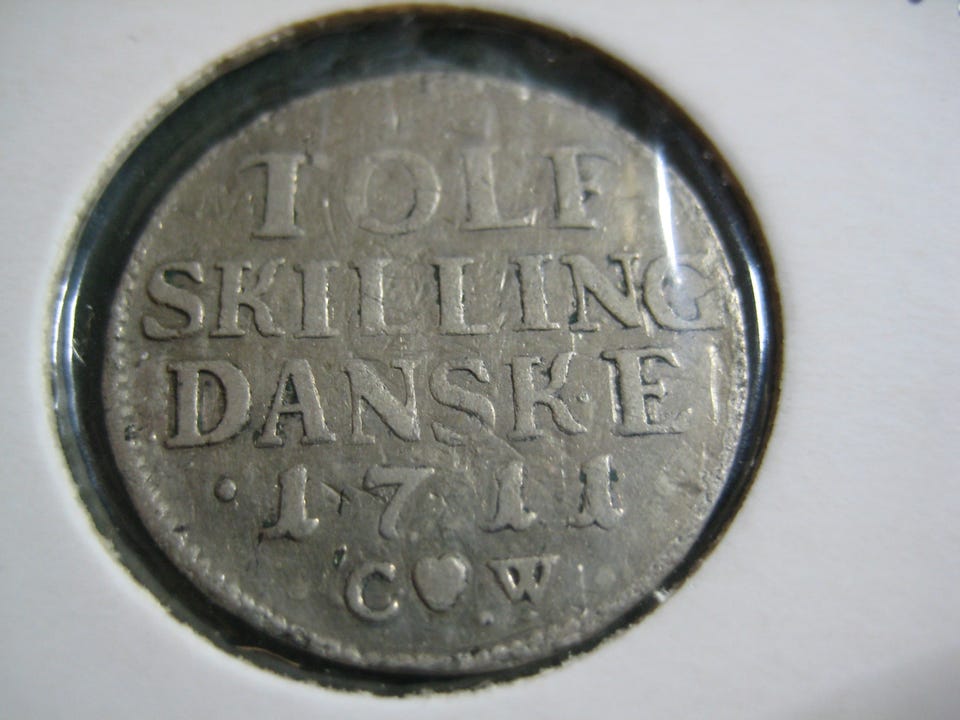 TOLF
SKILLING
DANSKE
· 1711
C W